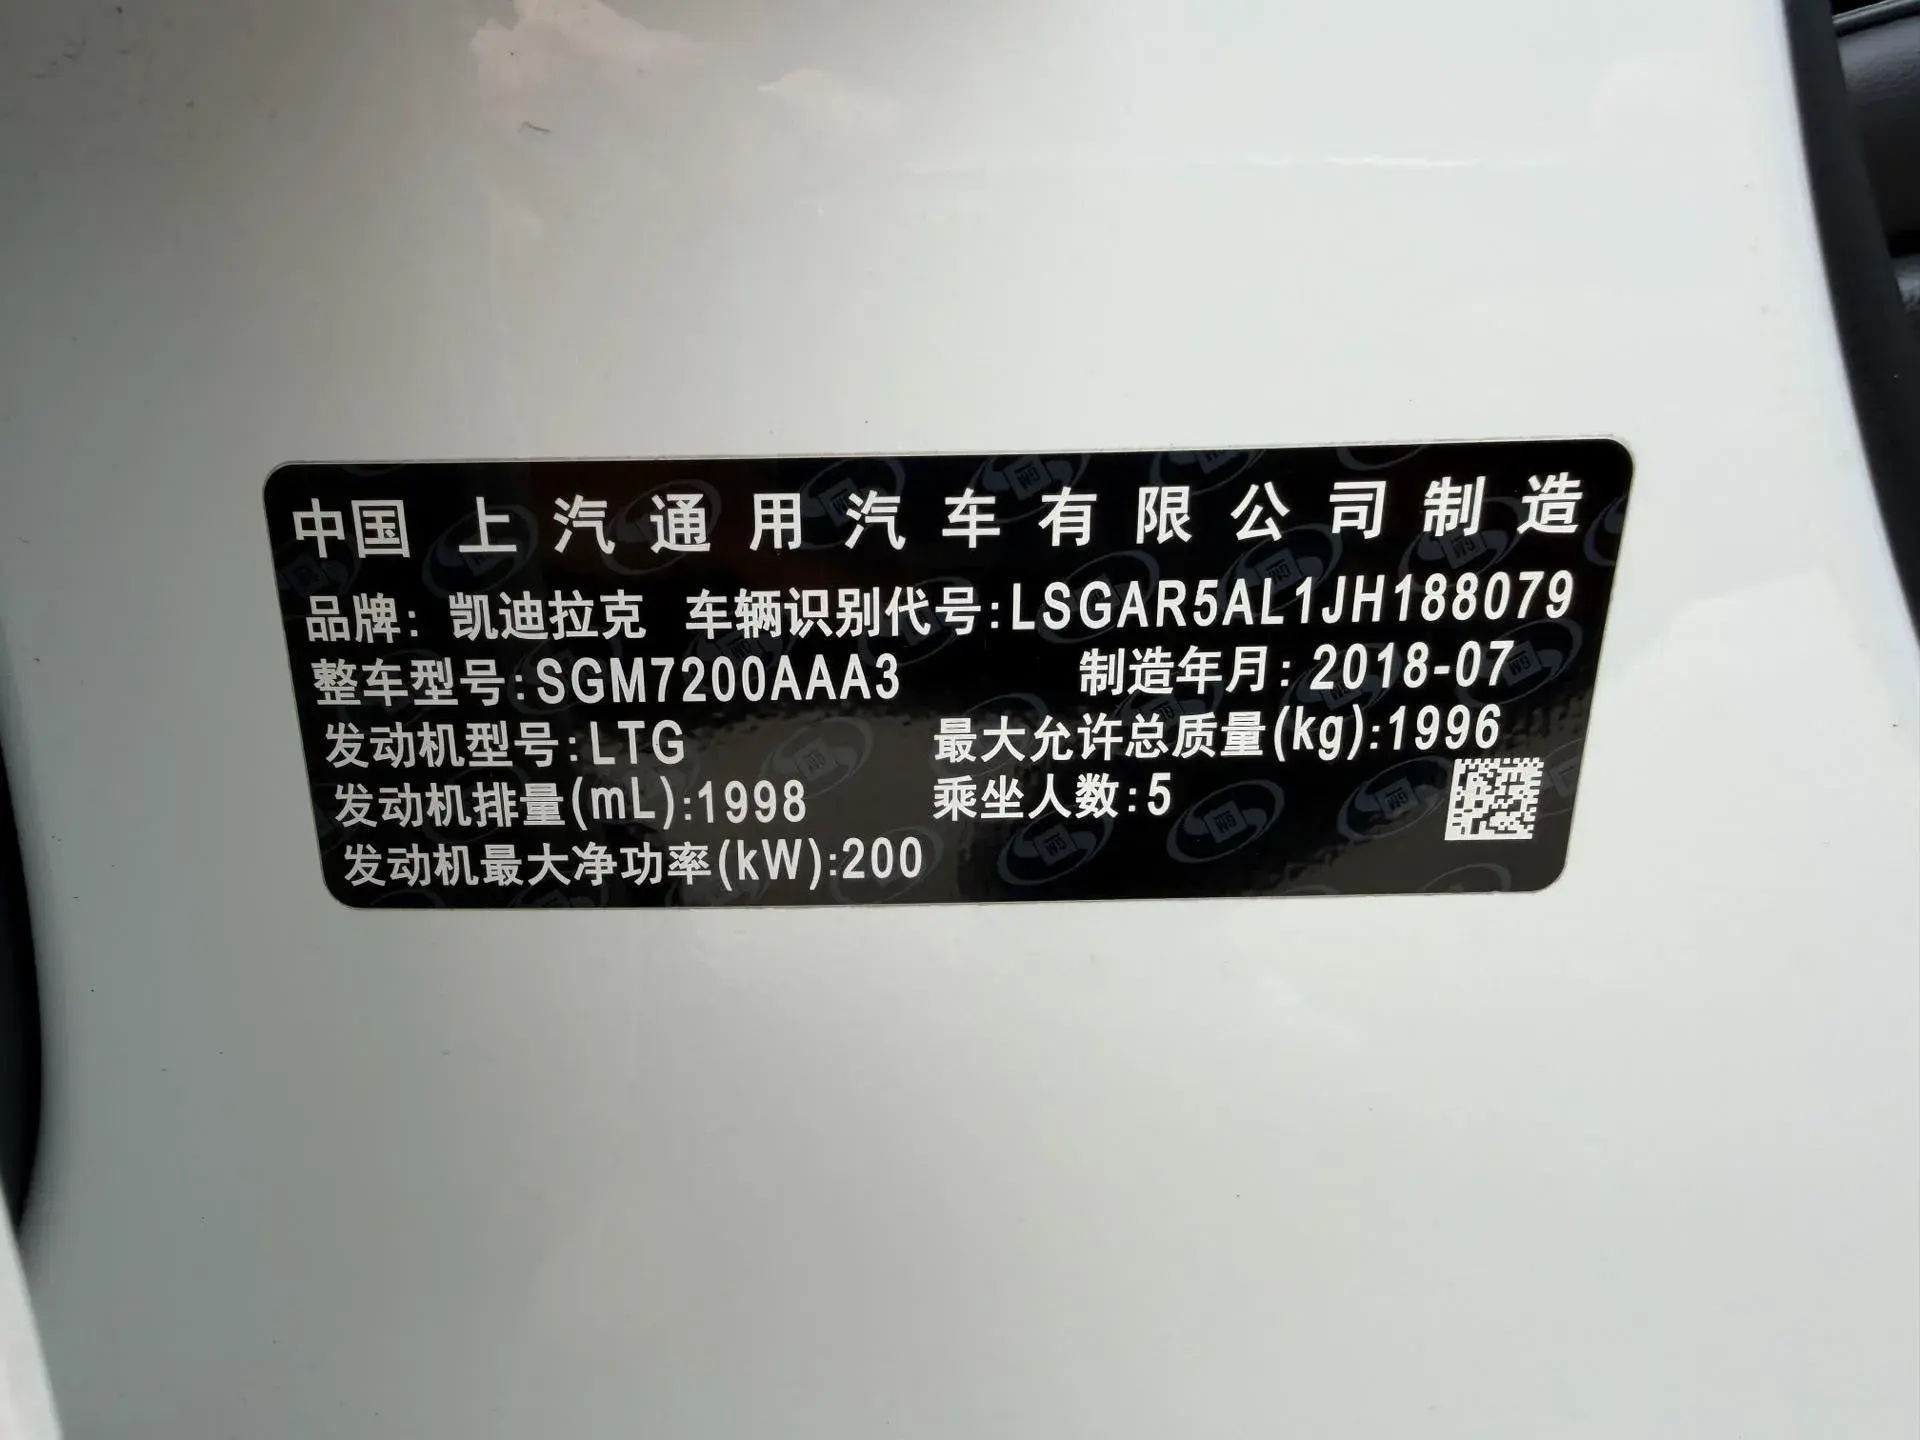 中国 上汽通用汽车有限公司制造
品牌: 凯迪拉克 车辆识别代号:LSGAR5AL1JH188079
整车型号:SGM7200AAA3 制造年月: 2018-07
发动机型号:LTG 最大允许总质量(kg):1996
发动机排量(mL):1998 乘坐人数:5
发动机最大净功率(kW):200